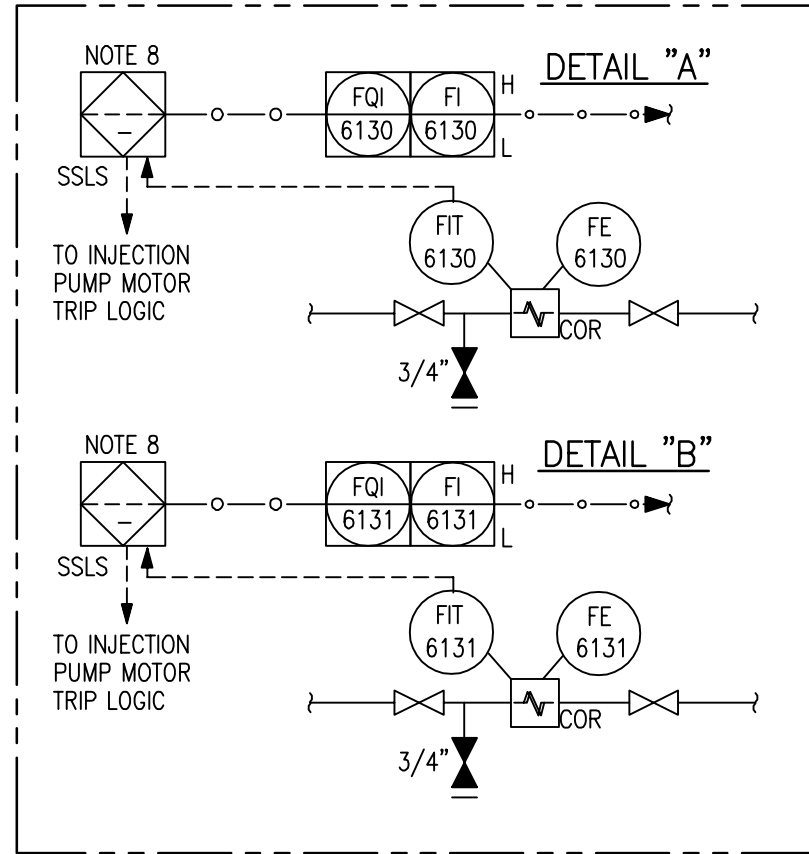 NOTE 8
DETAIL ”A”
FQI
6130
FI
6130
H
L
SSLS
TO INJECTION
PUMP MOTOR
TRIP LOGIC
FIT
6130
FE
6130
COR
3/4”
NOTE 8
DETAIL ”B”
FQI
6131
FI
6131
H
L
SSLS
TO INJECTION
PUMP MOTOR
TRIP LOGIC
FIT
6131
FE
6131
COR
3/4”